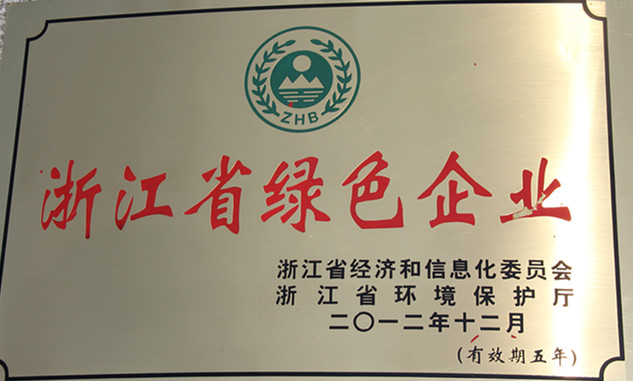 ZHB
浙江省绿色企业
浙江省经济和信息化委员会
浙江省环境保护厅
二〇一二年十二月
(有效期五年)